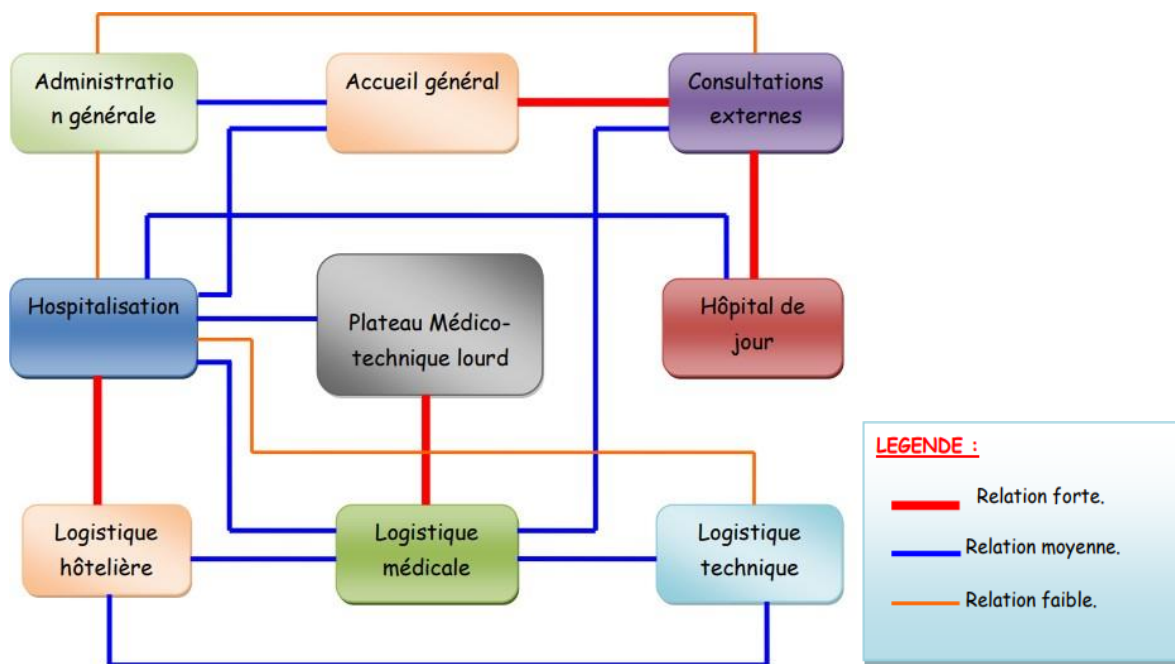 Administratio
n générale
Accueil général
Consultations
externes
Hospitalisation
Plateau Médico-
technique lourd
Hôpital de
jour
LEGENDE :
Relation forte.
Relation moyenne.
Relation faible.
Logistique
hôtelière
Logistique
médicale
Logistique
technique